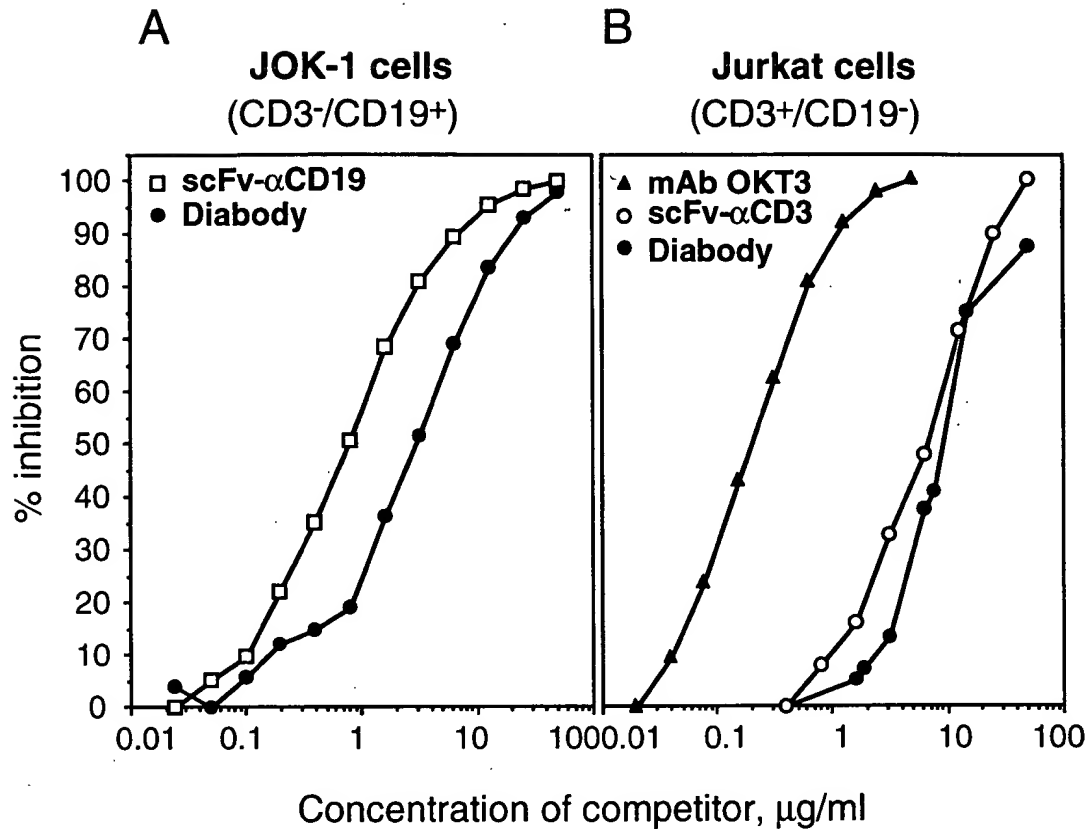 A
JOK-1 cells
(CD3-/CD19+)
scFv-αCD19
Diabody
% inhibition
100
90
80
70
60
50
40
30
20
10
0
0.01
0.1
1
10
100
B
Jurkat cells
(CD3+/CD19-)
mAb OKT3
scFv-αCD3
Diabody
0.01
0.1
1
10
100
Concentration of competitor, µg/ml